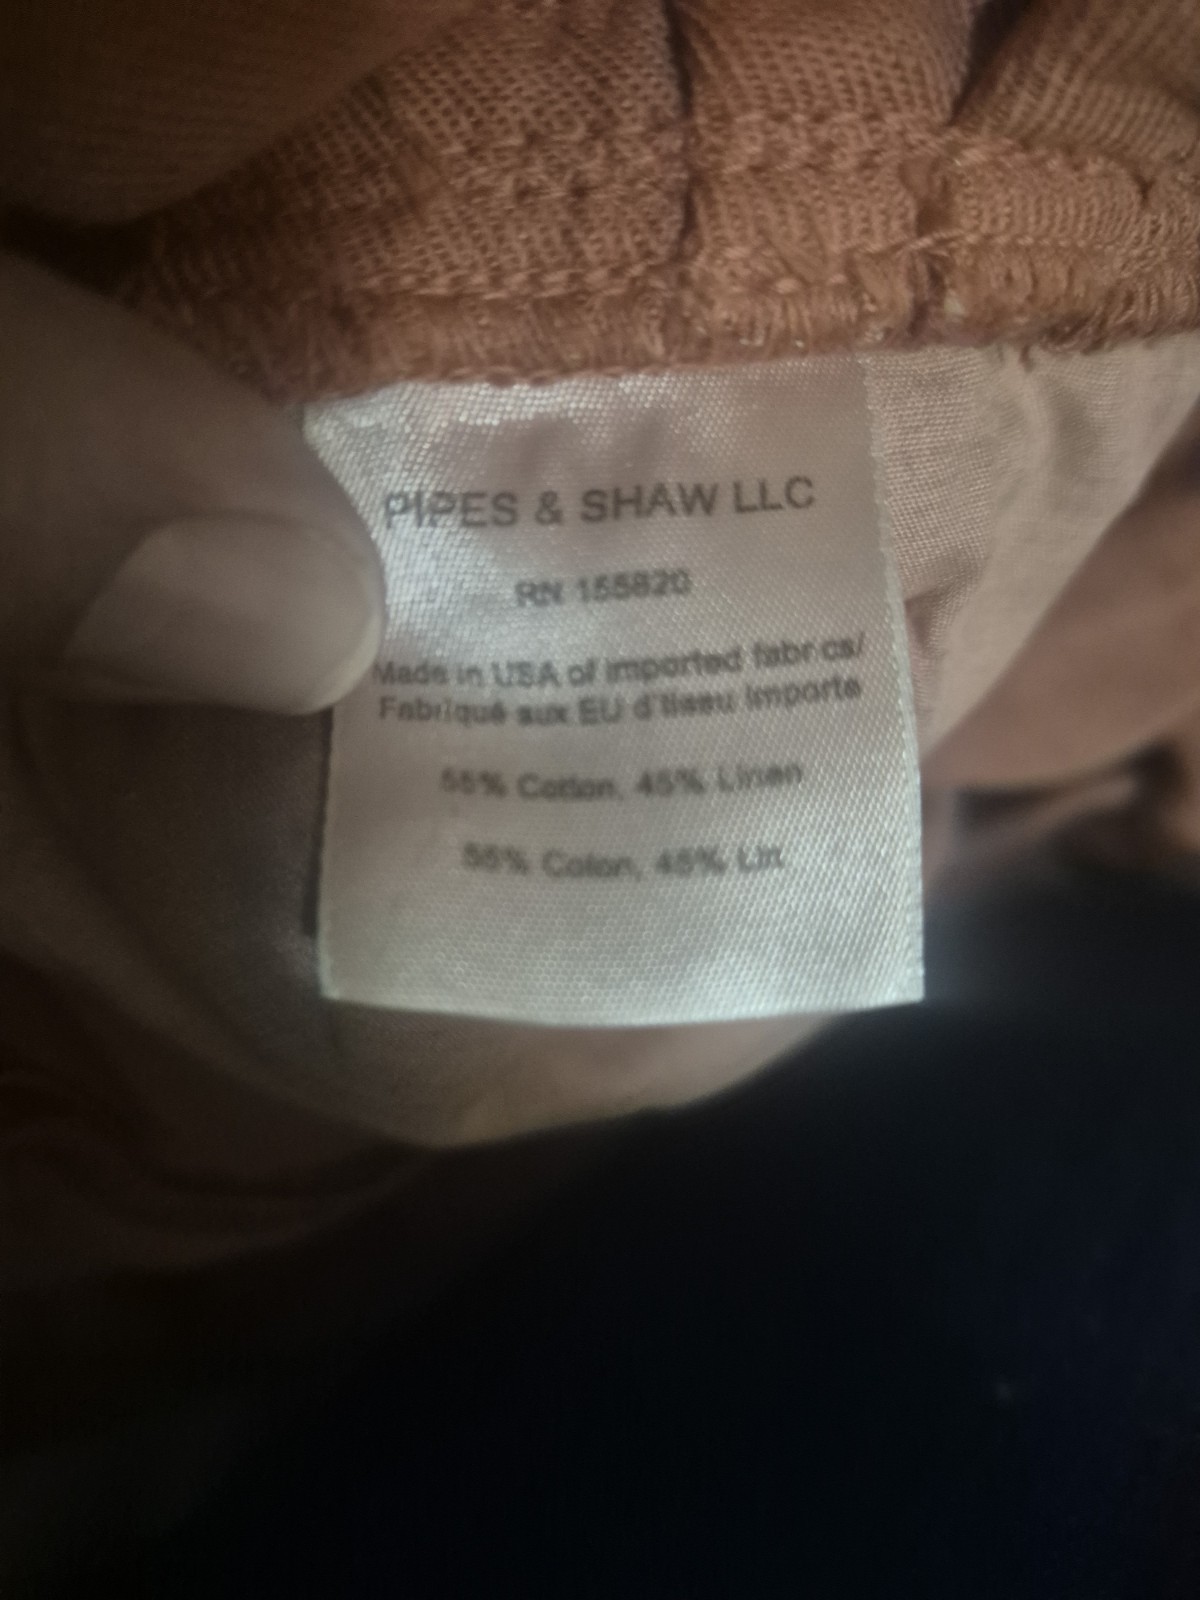 PIPES & SHAW LLC
RN 155820
Made in USA of imported fabrics/
Fabriqué aux EU d'tissu importe
55% Cotton, 45% Linen
55% Coton, 45% Lin